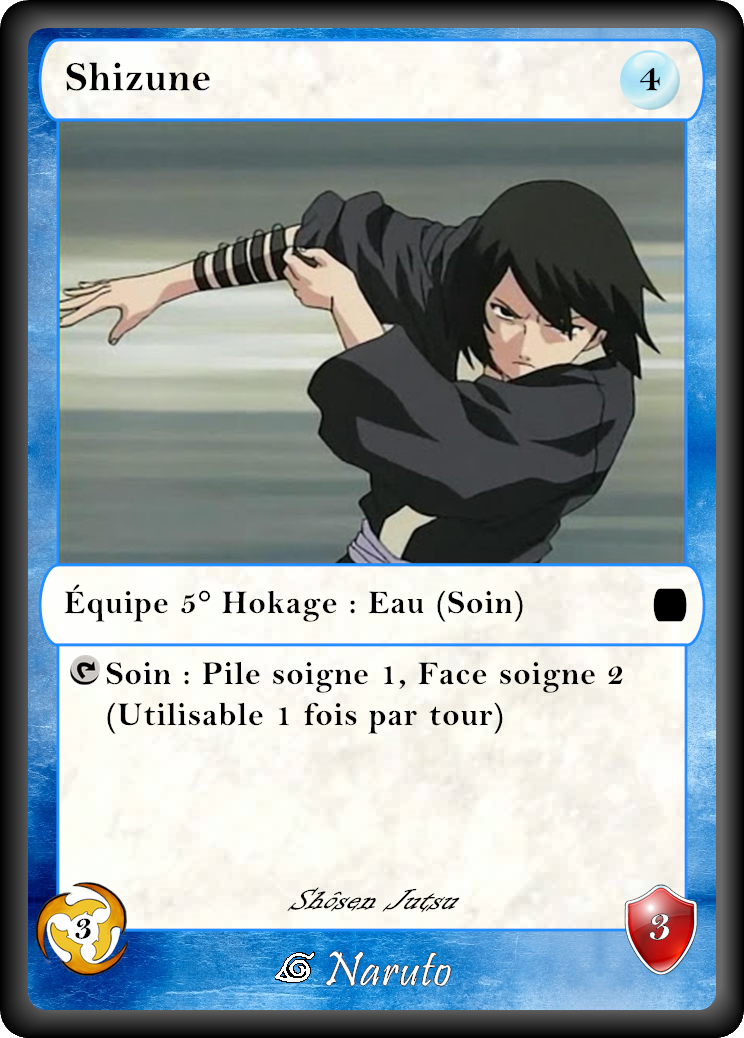 Shizune 4
Équipe 5° Hokage : Eau (Soin)
Soin : Pile soigne 1, Face soigne 2
(Utilisable 1 fois par tour)
Shôsen Jutsu
3 3
Naruto